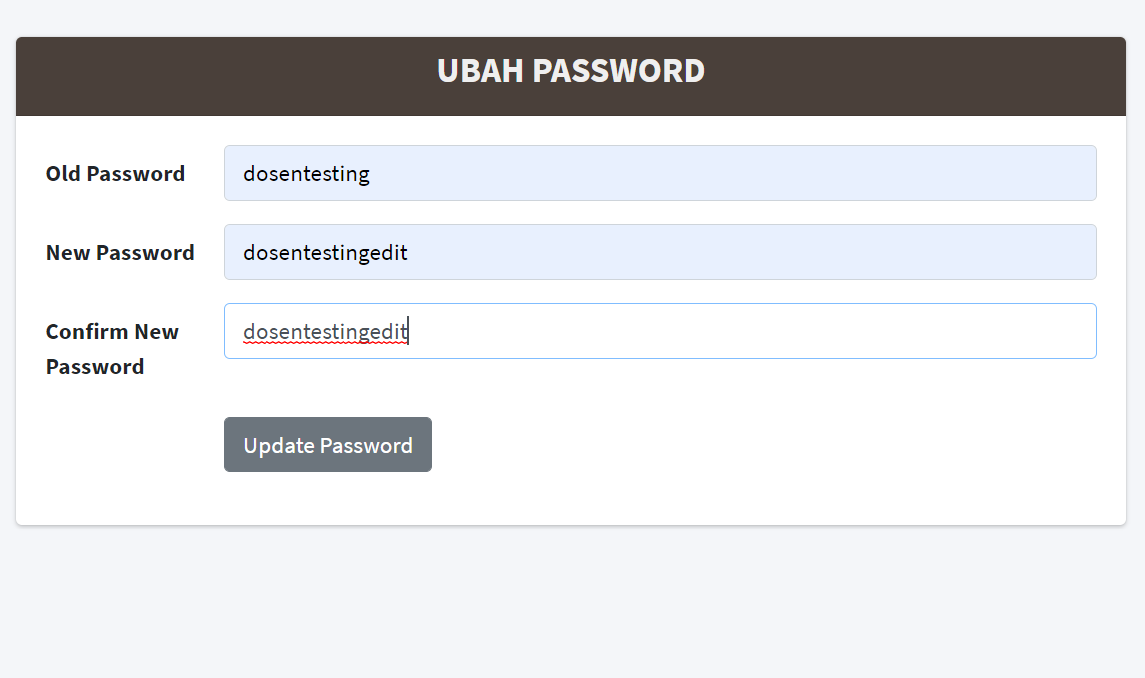 UBAH PASSWORD
Old Password
dosentesting
New Password
dosentestingedit
Confirm New
Password
dosentestingedit
Update Password